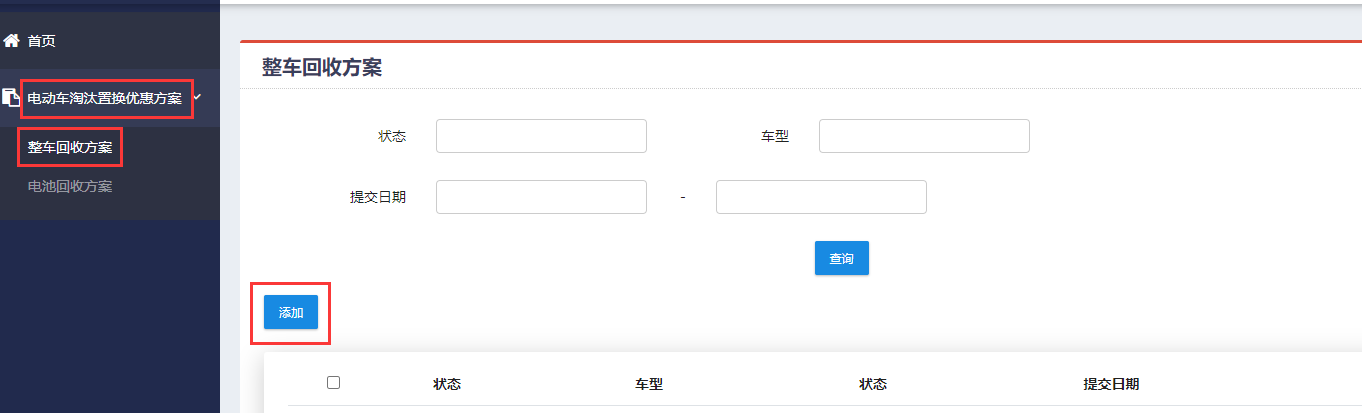 首页
电动车淘汰置换优惠方案
整车回收方案
电池回收方案
整车回收方案
状态 车型
提交日期 -
查询
添加
状态 车型 状态 提交日期